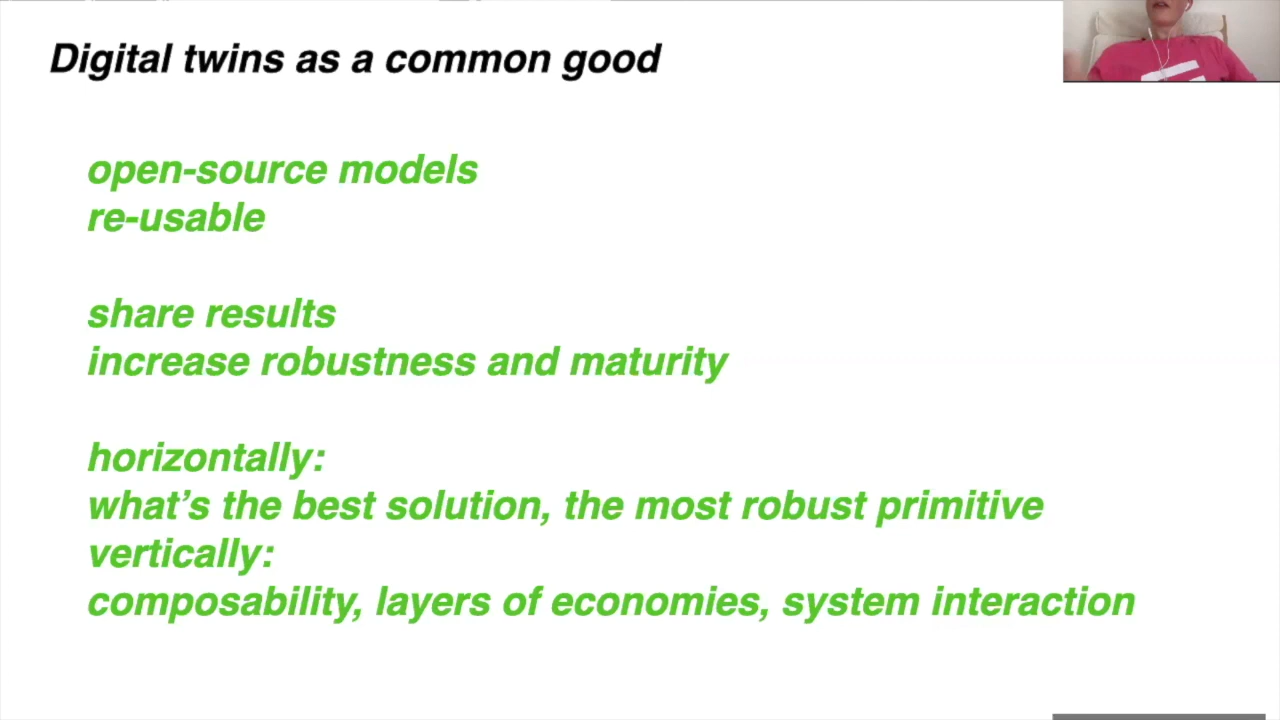 Digital twins as a common good
open-source models
re-usable
share results
increase robustness and maturity
horizontally:
what’s the best solution, the most robust primitive
vertically:
composability, layers of economies, system interaction